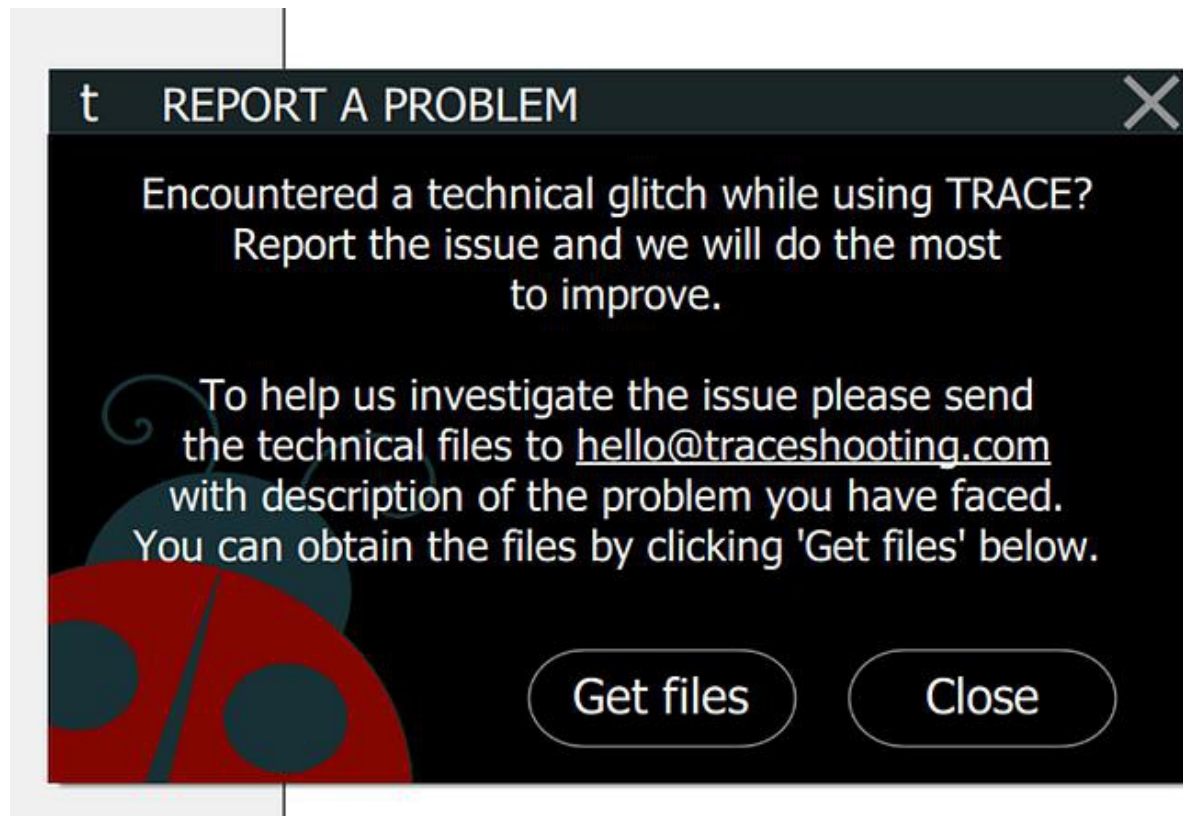 t REPORT A PROBLEM
Encountered a technical glitch while using TRACE?
Report the issue and we will do the most
to improve.
To help us investigate the issue please send
the technical files to hello@traceshooting.com
with description of the problem you have faced.
You can obtain the files by clicking 'Get files' below.
Get files Close